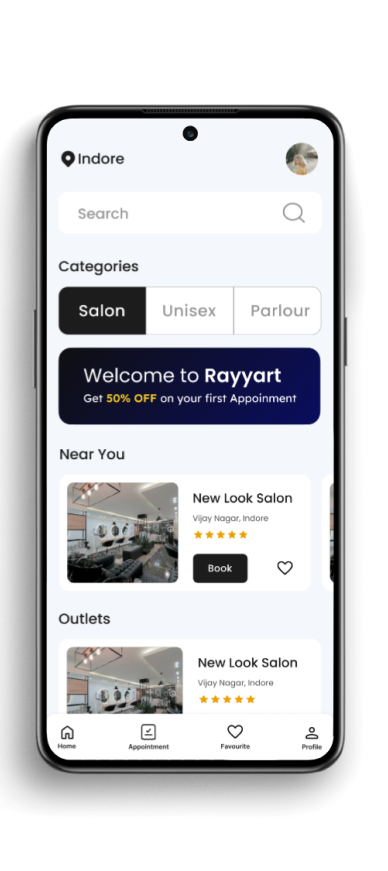 Indore
Search
Categories
Salon
Unisex
Parlour
Welcome to Rayyart
Get 50% OFF on your first Appoinment
Near You
New Look Salon
Vijay Nagar, Indore
Book
Outlets
New Look Salon
Vijay Nagar, Indore
Home
Appointment
Favourite
Profile